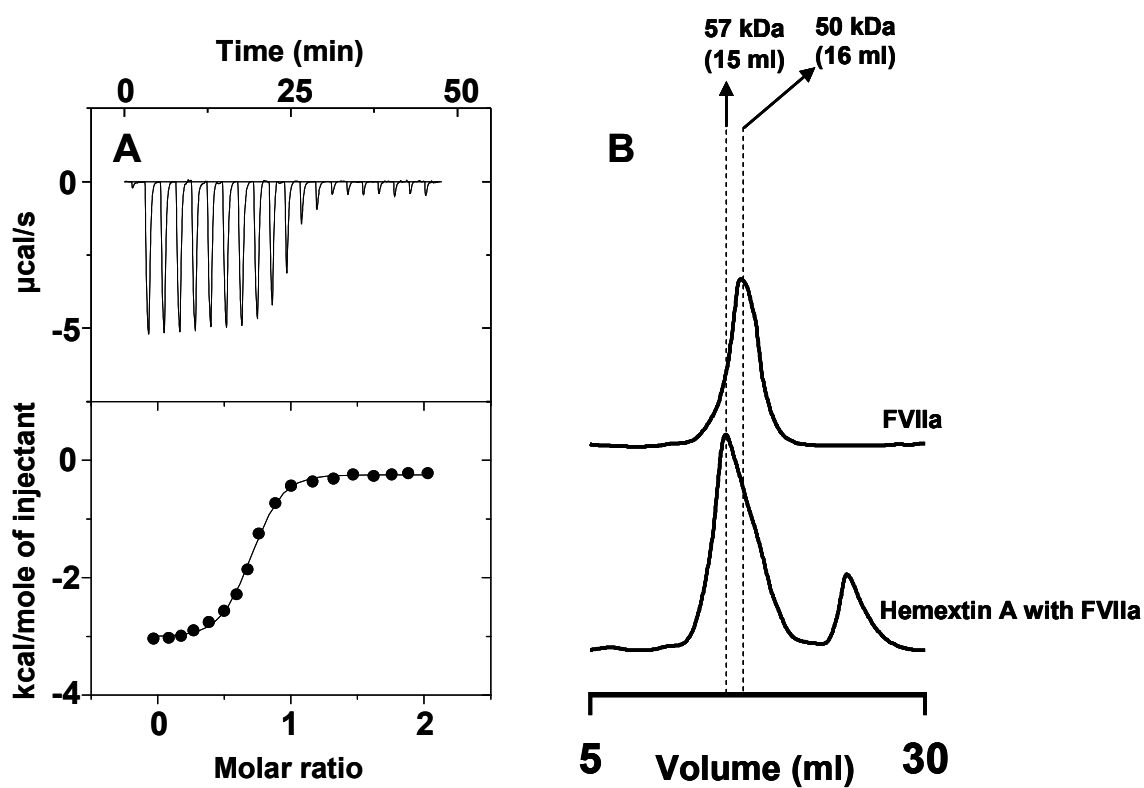 Time (min)
0 25 50
A
0
-5
µcal/s
0
-2
-4
kcal/mole of injectant
0 1 2
Molar ratio
57 kDa
(15 ml)
50 kDa
(16 ml)
B
FVIIa
Hemextin A with FVIIa
5 30
Volume (ml)